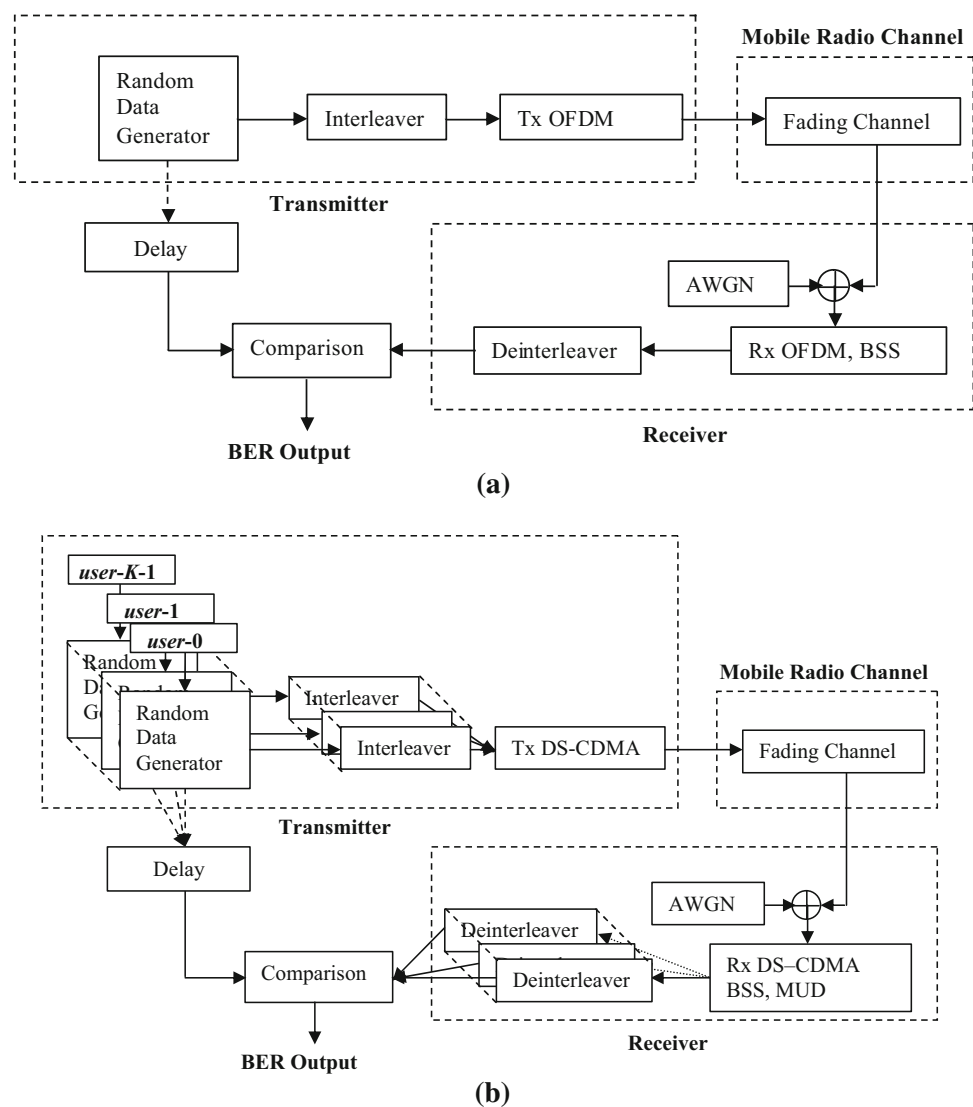 Mobile Radio Channel
Random
Data
Generator
Interleaver
Tx OFDM
Fading Channel
Transmitter
Delay
AWGN
Comparison
Deinterleaver
Rx OFDM, BSS
BER Output
Receiver
(a)
user-K-1
user-1
user-0
Mobile Radio Channel
Random
Random
Data
Generator
Interleaver
Interleaver
Tx DS-CDMA
Fading Channel
Transmitter
Delay
AWGN
Deinterleaver
Comparison
Deinterleaver
Rx DS–CDMA
BSS, MUD
BER Output
Receiver
(b)